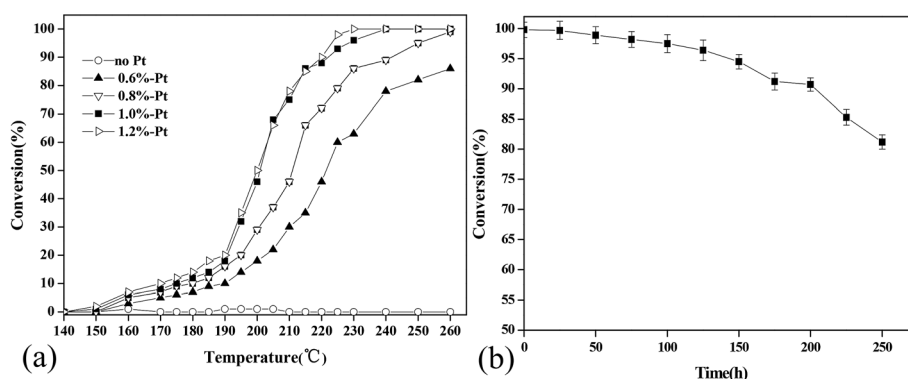 Conversion(%)
100
90
80
70
60
50
40
30
20
10
0
no Pt
0.6%-Pt
0.8%-Pt
1.0%-Pt
1.2%-Pt
140 150 160 170 180 190 200 210 220 230 240 250 260
Temperature(℃)
(a)
Conversion(%)
100
95
90
85
80
75
70
65
60
55
50
0 50 100 150 200 250
Time(h)
(b)